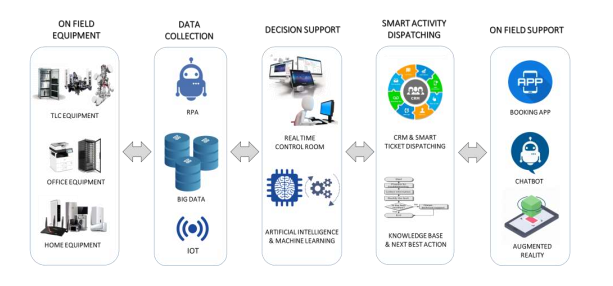 ON FIELD
EQUIPMENT
TLC EQUIPMENT
OFFICE EQUIPMENT
HOME EQUIPMENT
DATA
COLLECTION
RPA
BIG DATA
IOT
DECISION SUPPORT
REAL TIME
CONTROL ROOM
ARTIFICIAL INTELLIGENCE
& MACHINE LEARNING
SMART ACTIVITY
DISPATCHING
CRM
CRM & SMART
TICKET DISPATCHING
KNOWLEDGE BASE
& NEXT BEST ACTION
ON FIELD SUPPORT
APP
BOOKING APP
CHATBOT
AUGMENTED
REALITY